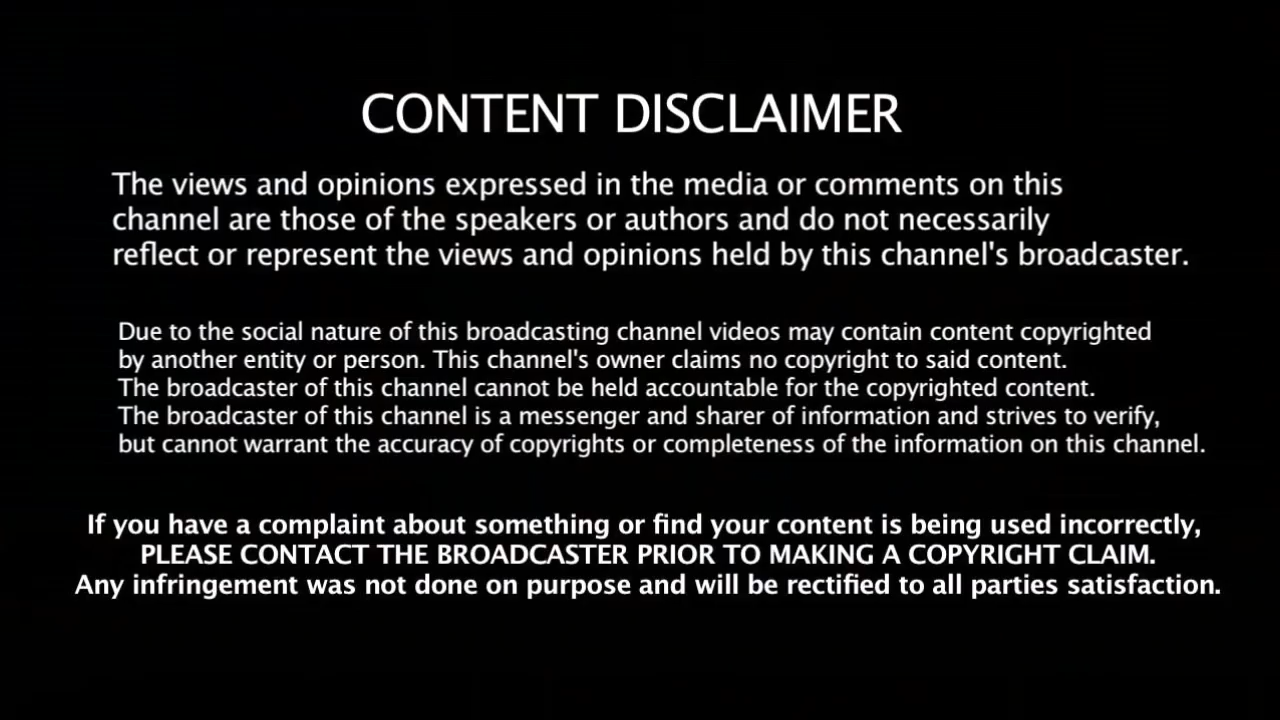 CONTENT DISCLAIMER
The views and opinions expressed in the media or comments on this
channel are those of the speakers or authors and do not necessarily
reflect or represent the views and opinions held by this channel's broadcaster.
Due to the social nature of this broadcasting channel videos may contain content copyrighted
by another entity or person. This channel's owner claims no copyright to said content.
The broadcaster of this channel cannot be held accountable for the copyrighted content.
The broadcaster of this channel is a messenger and sharer of information and strives to verify,
but cannot warrant the accuracy of copyrights or completeness of the information on this channel.
If you have a complaint about something or find your content is being used incorrectly,
PLEASE CONTACT THE BROADCASTER PRIOR TO MAKING A COPYRIGHT CLAIM.
Any infringement was not done on purpose and will be rectified to all parties satisfaction.